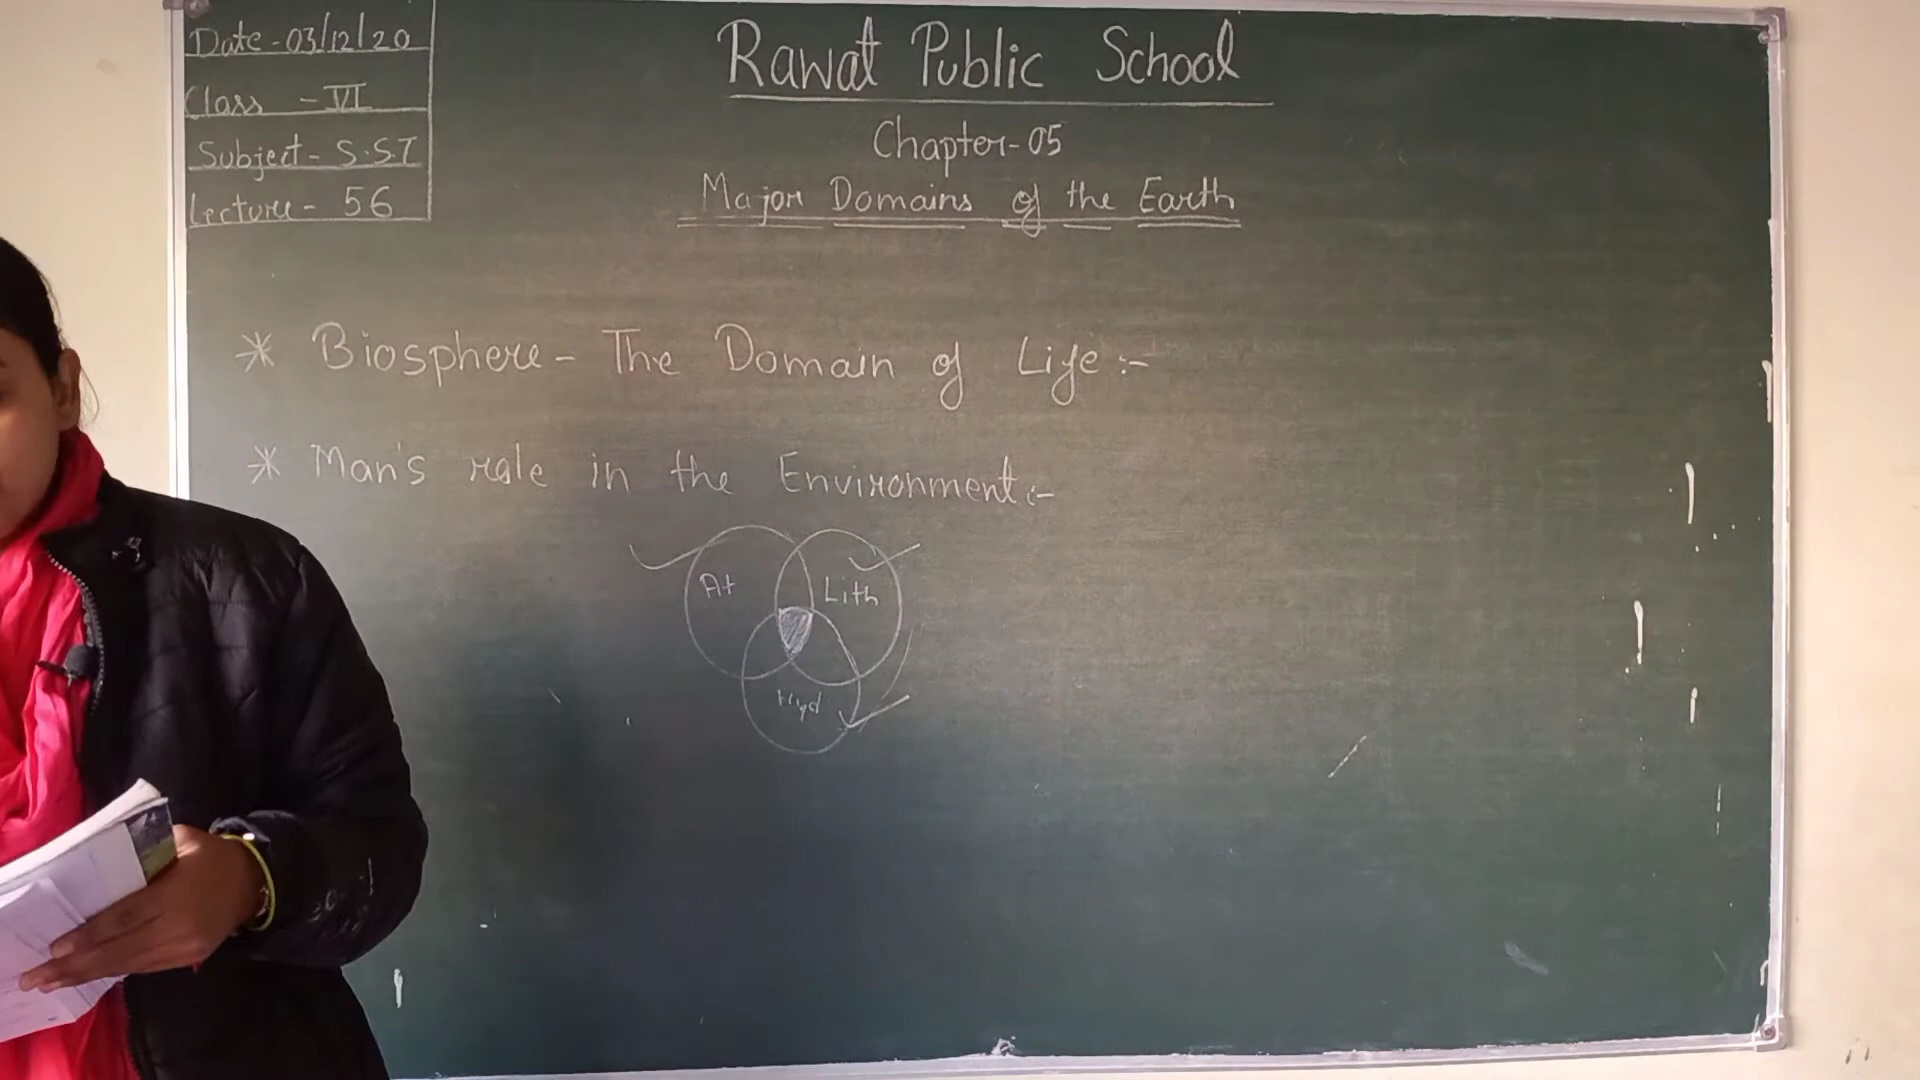 Date - 03/12/20
Class - VI
Subject - S.ST
Lecture - 56
Rawat Public School
Chapter-05
Major Domains of the Earth
* Biosphere - The Domain of Life :-
* Man's role in the Environment :-
At
Lith
Hyd